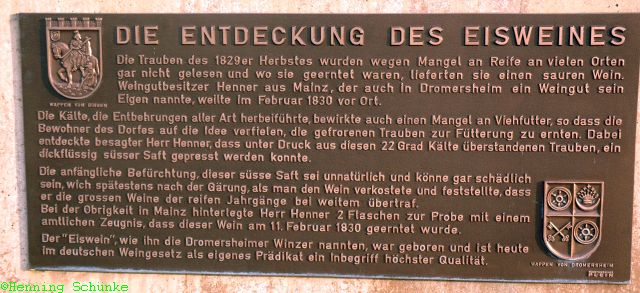 DIE ENTDECKUNG DES EISWEINES
Die Trauben des 1829er Herbstes wurden wegen Mangel an Reife an vielen Orten
gar nicht gelesen und wo sie geerntet waren, lieferten sie einen sauren Wein.
Weingutbesitzer Henner aus Mainz, der auch in Dromersheim ein Weingut sein
Eigen nannte, weilte im Februar 1830 vor Ort.
WAPPEN VON BINGEN
Die Kälte, die Entbehrungen aller Art herbeiführte, bewirkte auch einen Mangel an Viehfutter, so dass die
Bewohner des Dorfes auf die Idee verfielen, die gefrorenen Trauben zur Fütterung zu ernten. Dabei
entdeckte besagter Herr Henner, dass unter Druck aus diesen 22 Grad Kälte überstandenen Trauben, ein
dickflüssig süsser Saft gepresst werden konnte.
Die anfängliche Befürchtung, dieser süsse Saft sei unnatürlich und könne gar schädlich
sein, wich spätestens nach der Gärung, als man den Wein verkostete und feststellte, dass
er die grossen Weine der reifen Jahrgänge bei weitem übertraf.
Bei der Obrigkeit in Mainz hinterlegte Herr Henner 2 Flaschen zur Probe mit einem
amtlichen Zeugnis, dass dieser Wein am 11. Februar 1830 geerntet wurde.
Der "Eiswein", wie ihn die Dromersheimer Winzer nannten, war geboren und ist heute
im deutschen Weingesetz als eigenes Prädikat ein Inbegriff höchster Qualität.
WAPPEN VON DROMERSHEIM
©Henning Schünke